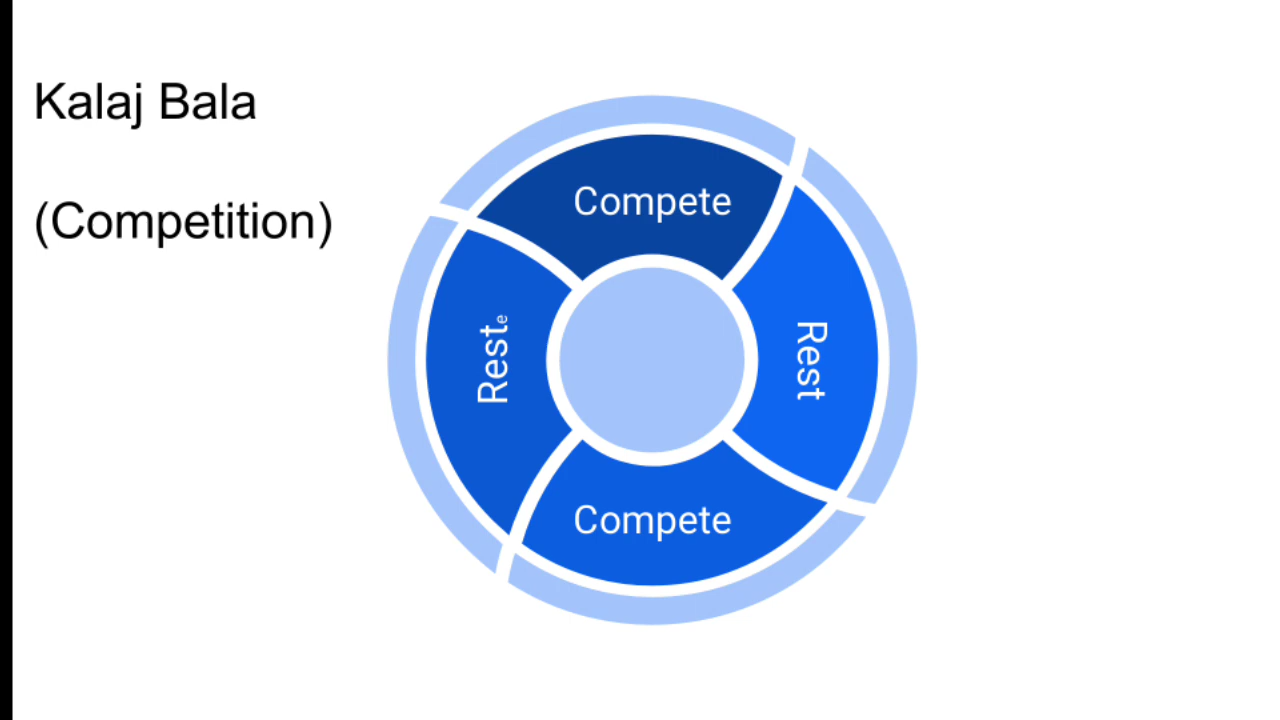 Kalaj Bala
(Competition)
Compete
Rest
Reste
Compete